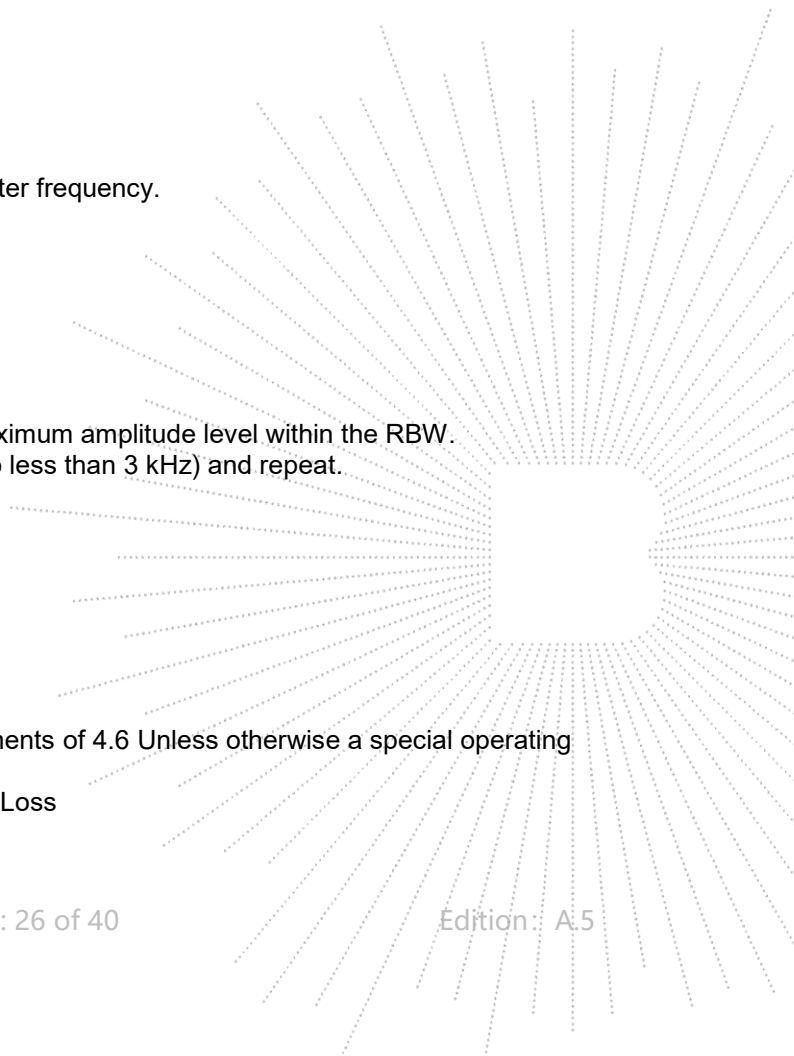 ter frequency.
ximum amplitude level within the RBW.
less than 3 kHz) and repeat.
ents of 4.6 Unless otherwise a special operating
Loss
: 26 of 40 Edition: A.5